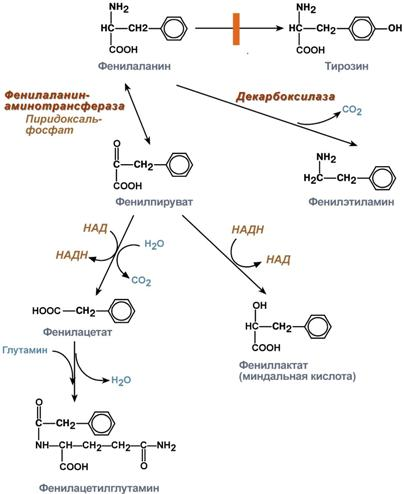 NH₂
HC—CH₂
COOH
Фенилаланин
NH₂
HC—CH₂
OH
COOH
Тирозин
Фенилаланин-
аминотрансфераза
Пиридоксаль-
фосфат
Декарбоксилаза
CO₂
O
C—CH₂
COOH
Фенилпируват
NH₂
H₂C—CH₂
Фенилэтиламин
НАД
НАДН
H₂O
CO₂
НАДН
НАД
HOOC—CH₂
Фенилацетат
OH
HC—CH₂
COOH
Фениллактат
(миндальная кислота)
Глутамин
H₂O
O
C—CH₂
NH—CH—CH₂—CH₂—C—NH₂
COOH
O
Фенилацетилглутамин